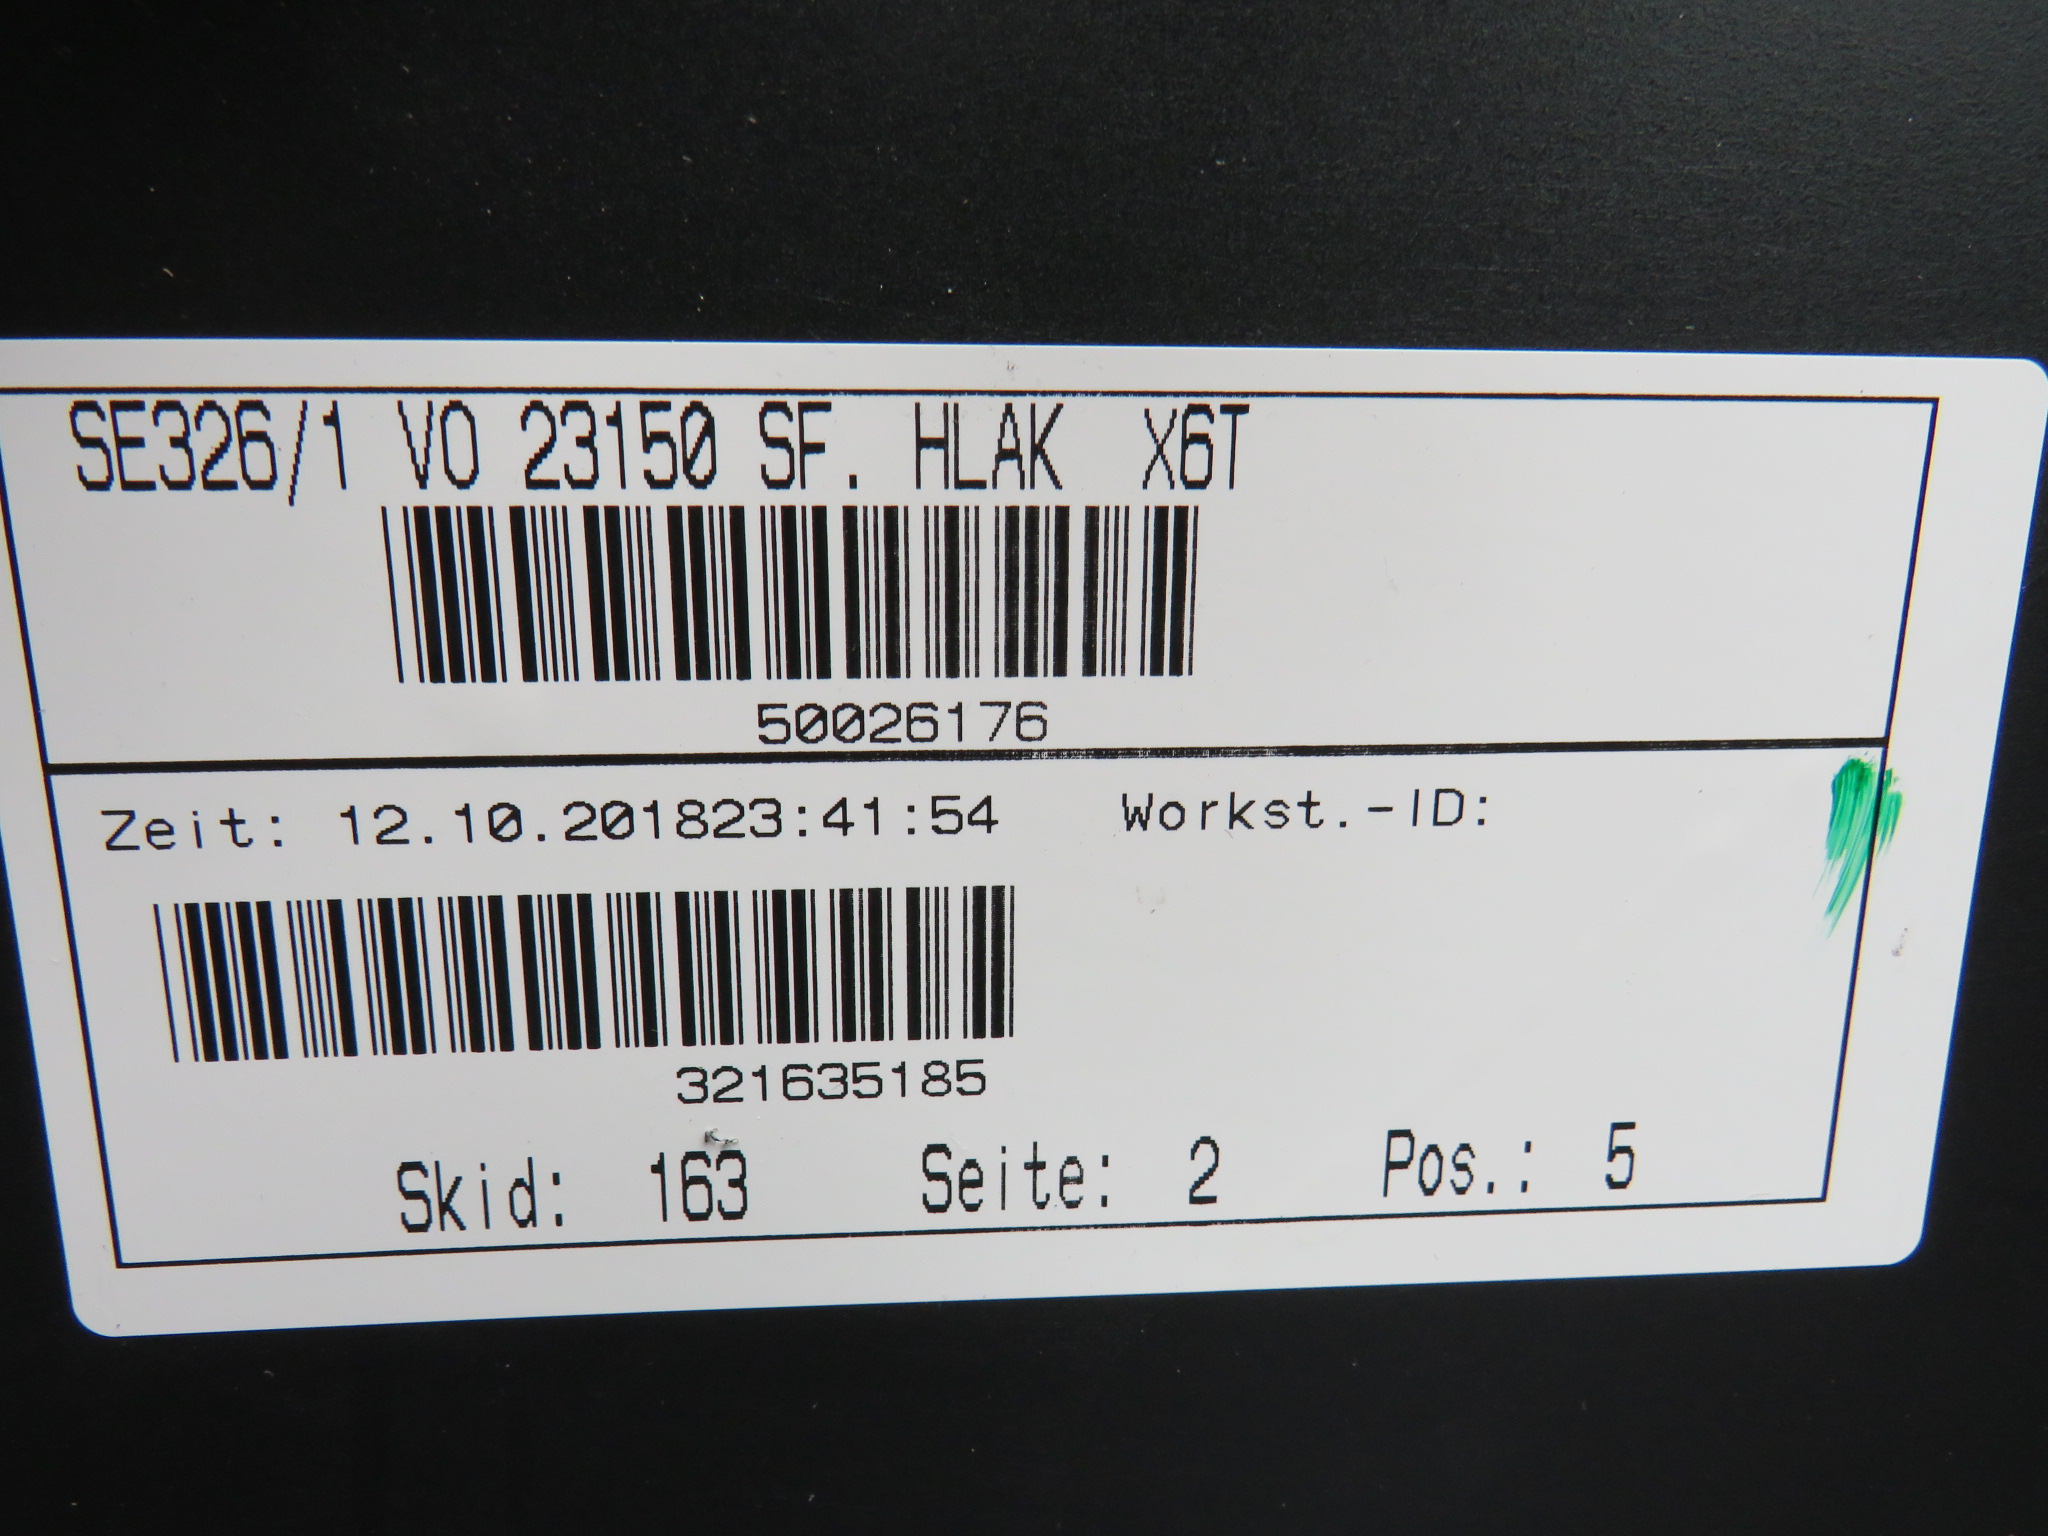 SE326/1 VO 23150 SF. HLAK X6T
50026176
Zeit: 12.10.201823:41:54 Workst.-ID:
321635185
Skid: 163 Seite: 2 Pos.: 5